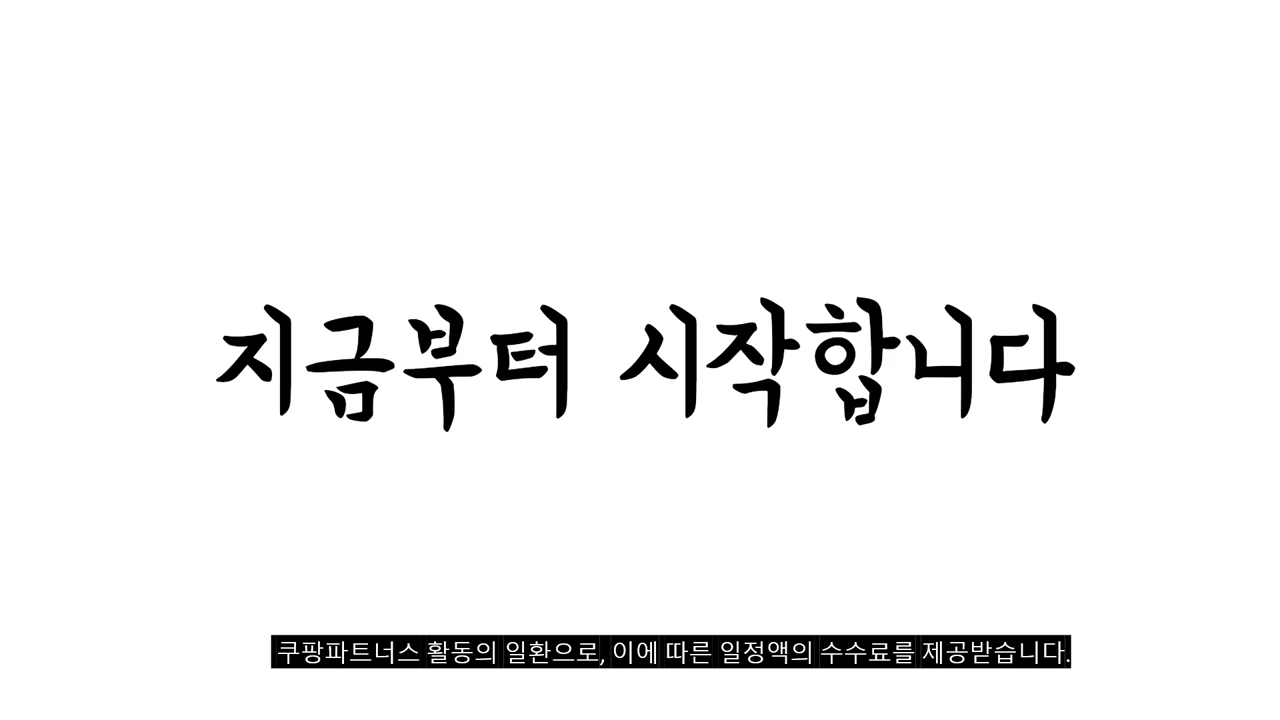 지금부터 시작합니다
쿠팡파트너스 활동의 일환으로, 이에 따른 일정액의 수수료를 제공받습니다.